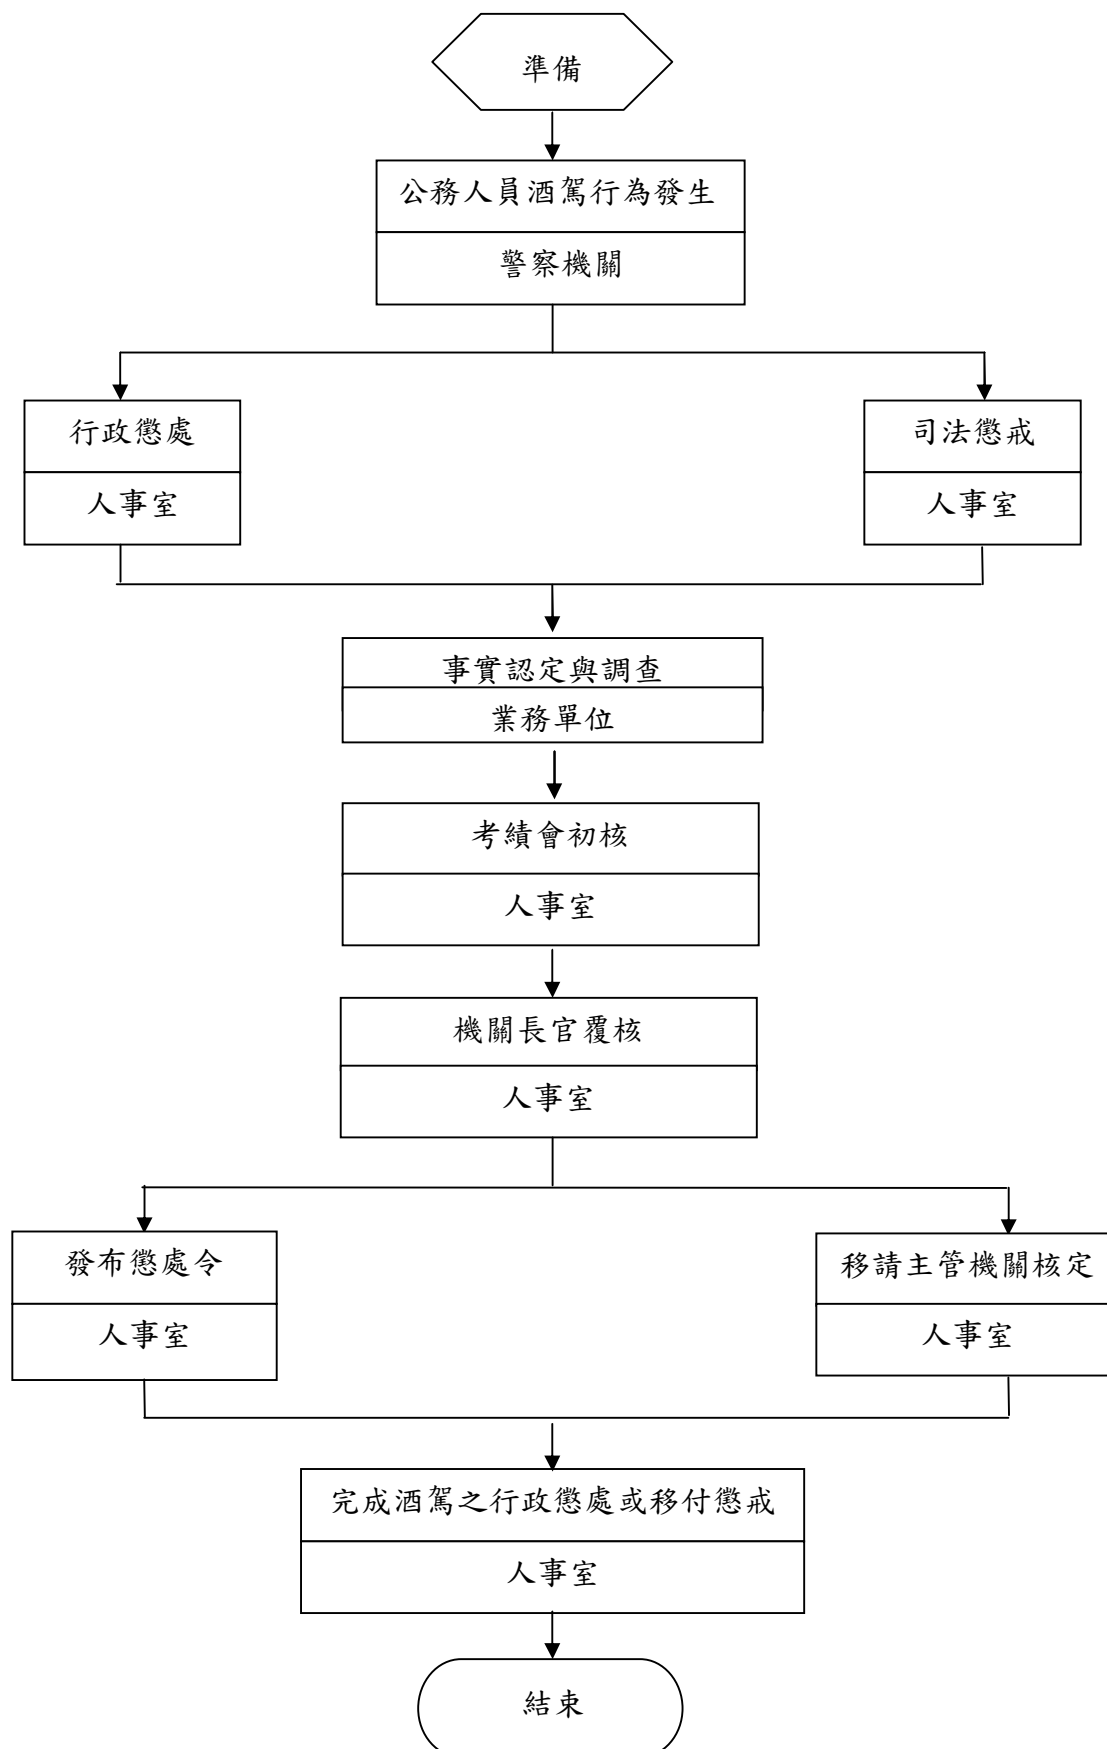 準備
公務人員酒駕行為發生
警察機關
行政懲處
司法懲戒
人事室
人事室
事實認定與調查
業務單位
考績會初核
人事室
機關長官覆核
人事室
發布懲處令
移請主管機關核定
人事室
人事室
完成酒駕之行政懲處或移付懲戒
人事室
結束